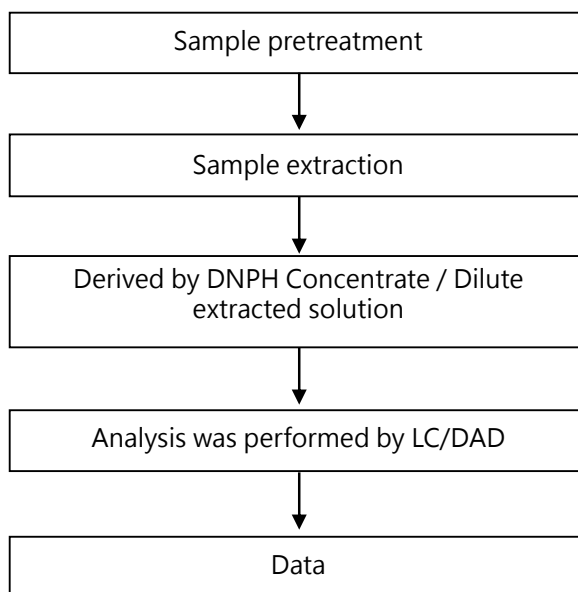 Sample pretreatment
Sample extraction
Derived by DNPH Concentrate / Dilute
extracted solution
Analysis was performed by LC/DAD
Data